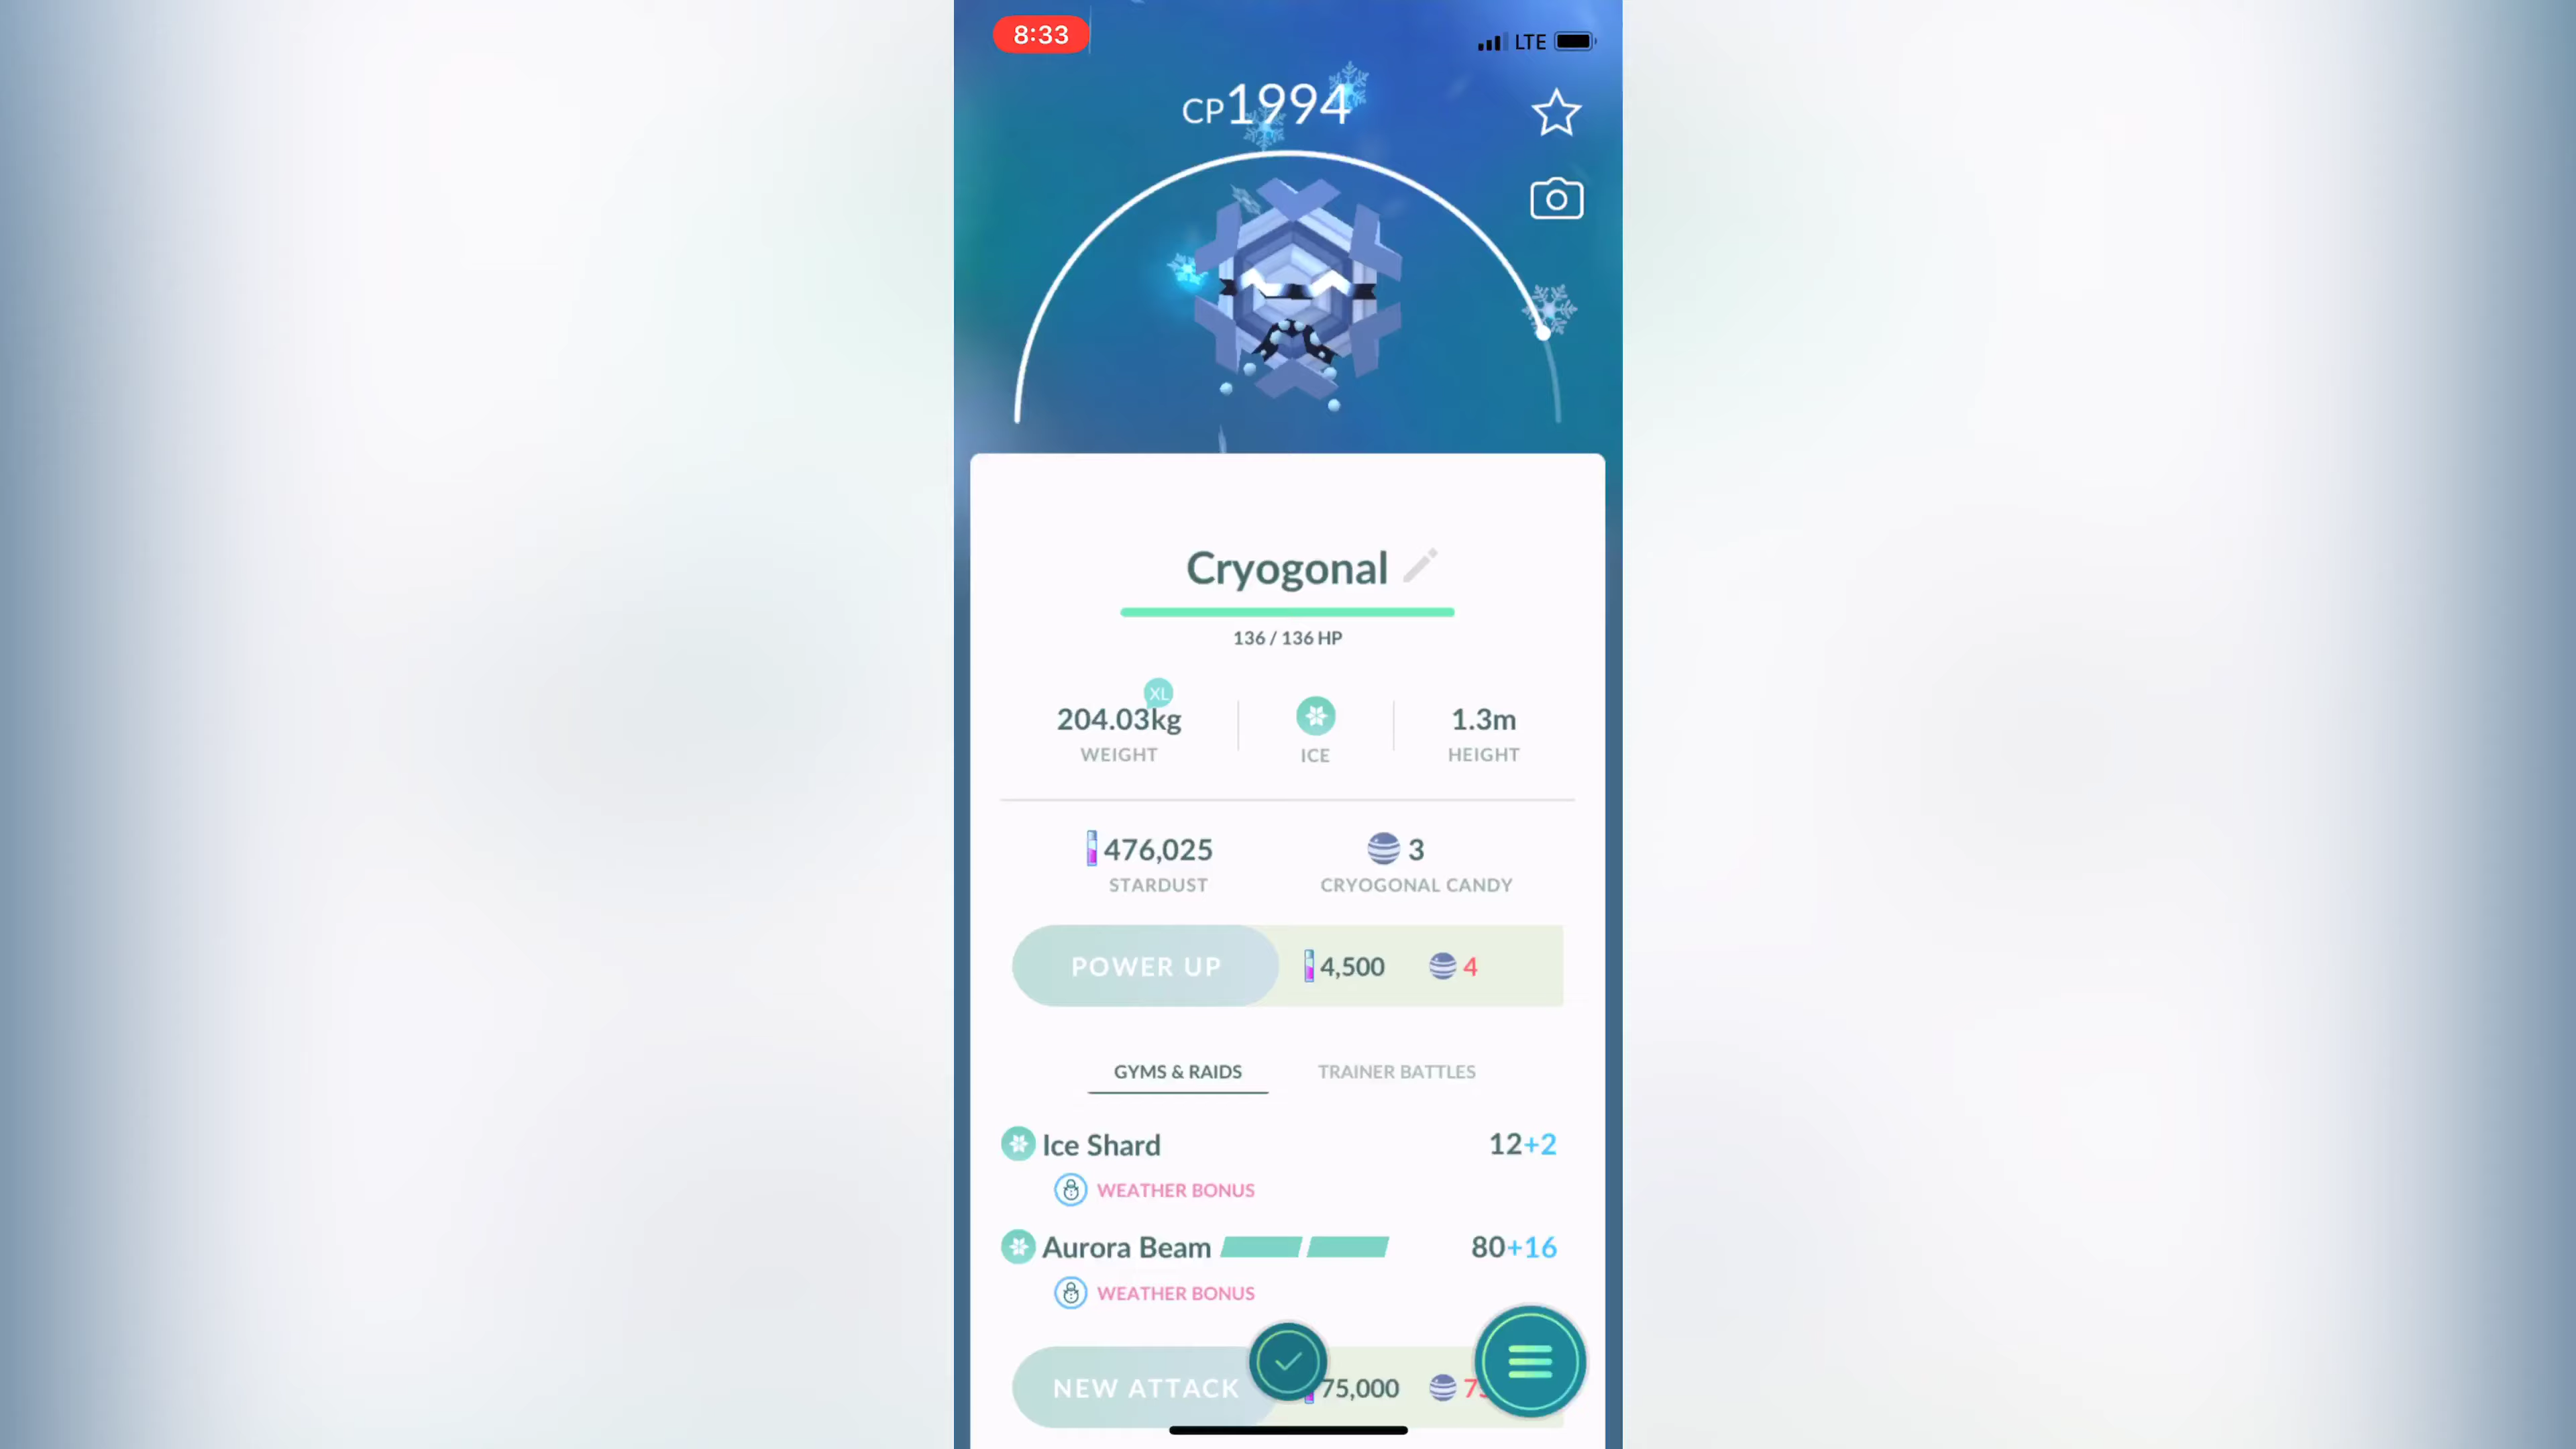 8:33
LTE
CP1994
Cryogonal
136 / 136 HP
XL
204.03kg
WEIGHT
ICE
1.3m
HEIGHT
476,025
STARDUST
3
CRYOGONAL CANDY
POWER UP 4,500 4
GYMS & RAIDS TRAINER BATTLES
Ice Shard 12+2
WEATHER BONUS
Aurora Beam 80+16
WEATHER BONUS
NEW ATTACK 75,000